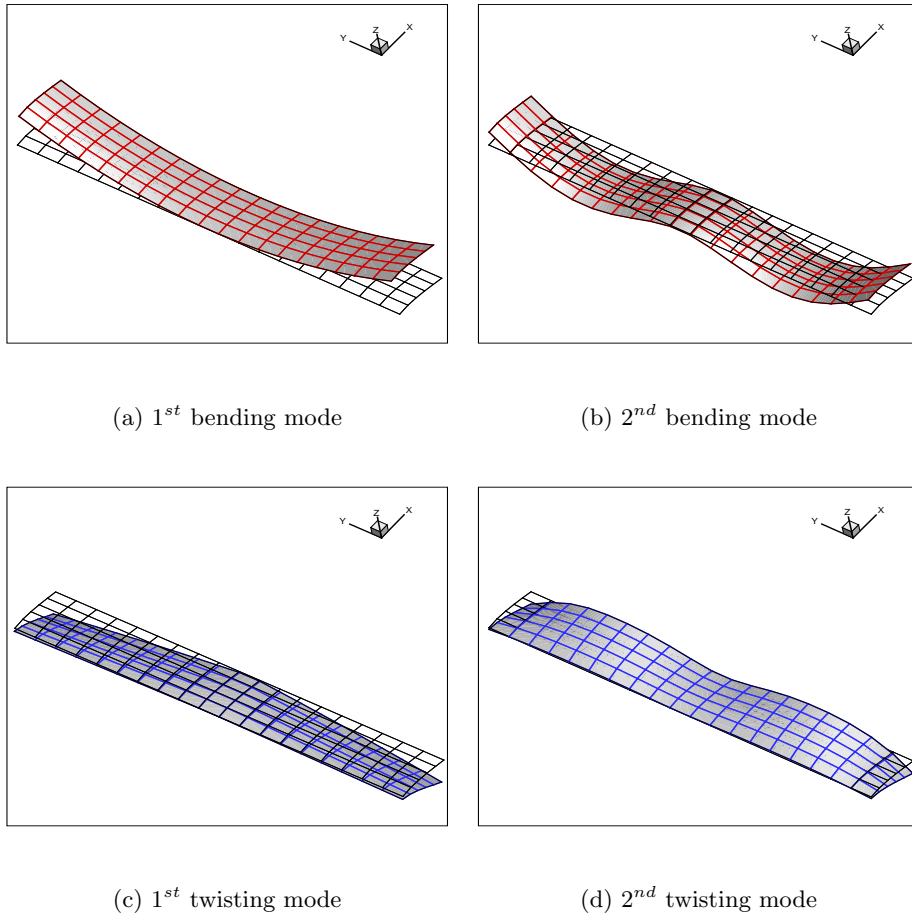 Y Z X
Y Z X
(a) 1st bending mode
(b) 2nd bending mode
Y Z X
Y Z X
(c) 1st twisting mode
(d) 2nd twisting mode